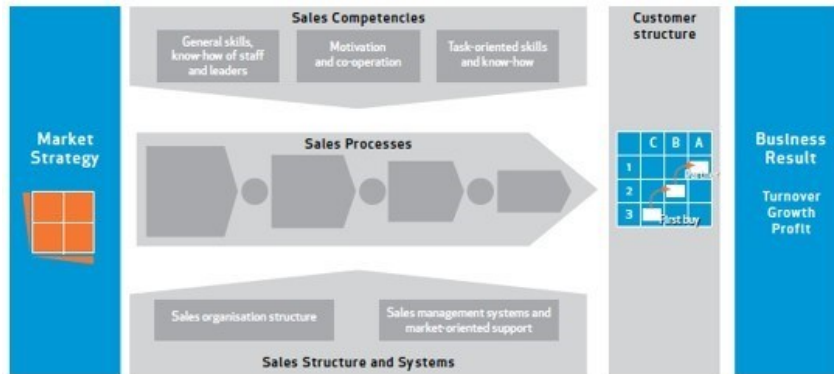 Sales Competencies
General skills,
know-how of staff
and leaders
Motivation
and co-operation
Task-oriented skills
and know-how
Customer
structure
Market
Strategy
Sales Processes
C B A
1
2
3
Partner
First buy
Business
Result
Turnover
Growth
Profit
Sales organisation structure
Sales management systems and
market-oriented support
Sales Structure and Systems